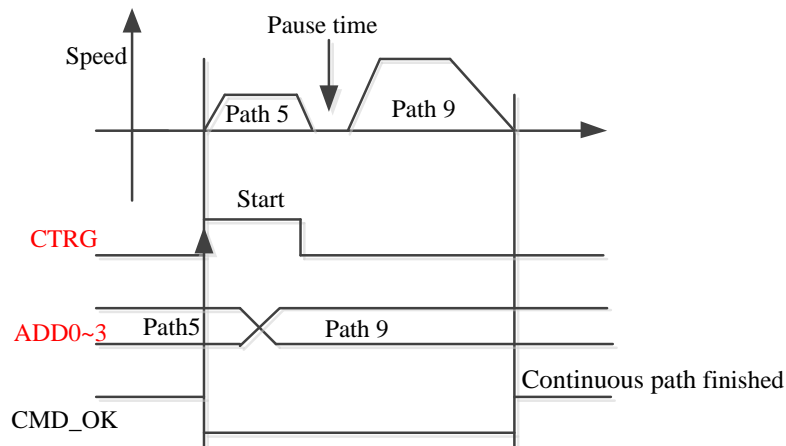 Pause time
Speed
Path 5
Path 9
Start
CTRG
ADD0~3
Path5
Path 9
Continuous path finished
CMD_OK